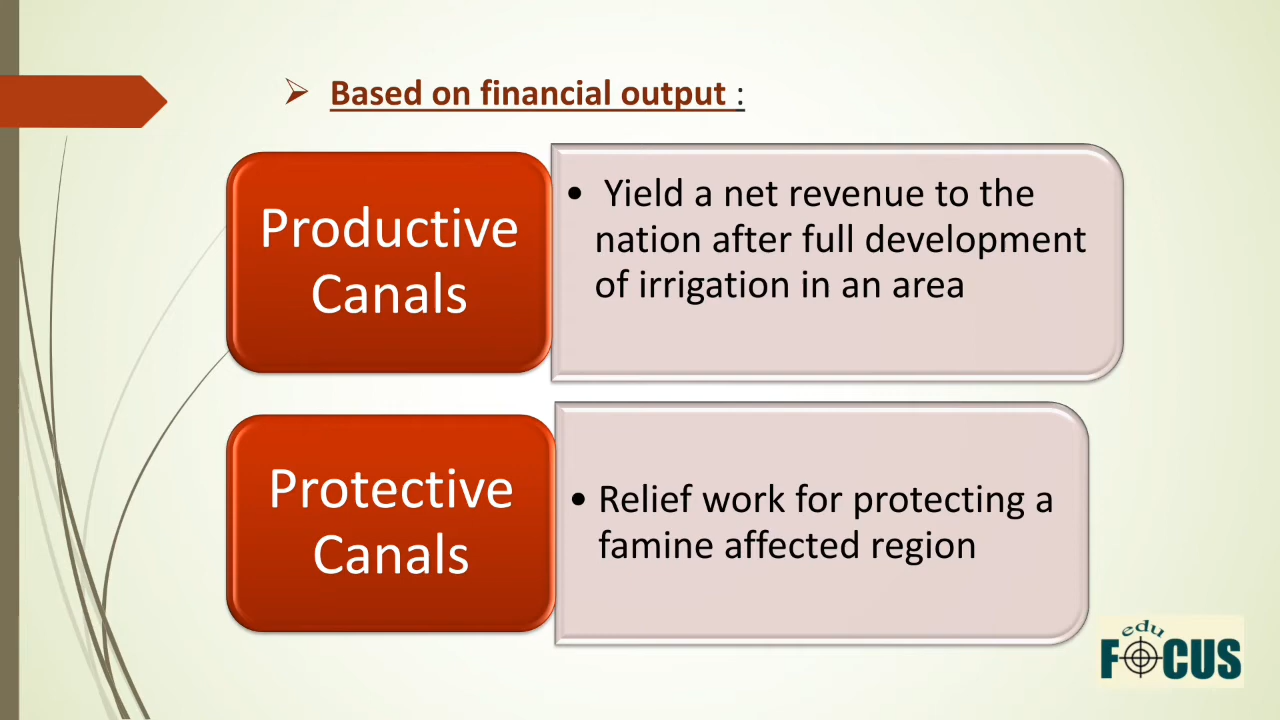 ➢ Based on financial output :
Productive
Canals
• Yield a net revenue to the
nation after full development
of irrigation in an area
Protective
Canals
• Relief work for protecting a
famine affected region
edu
FOCUS